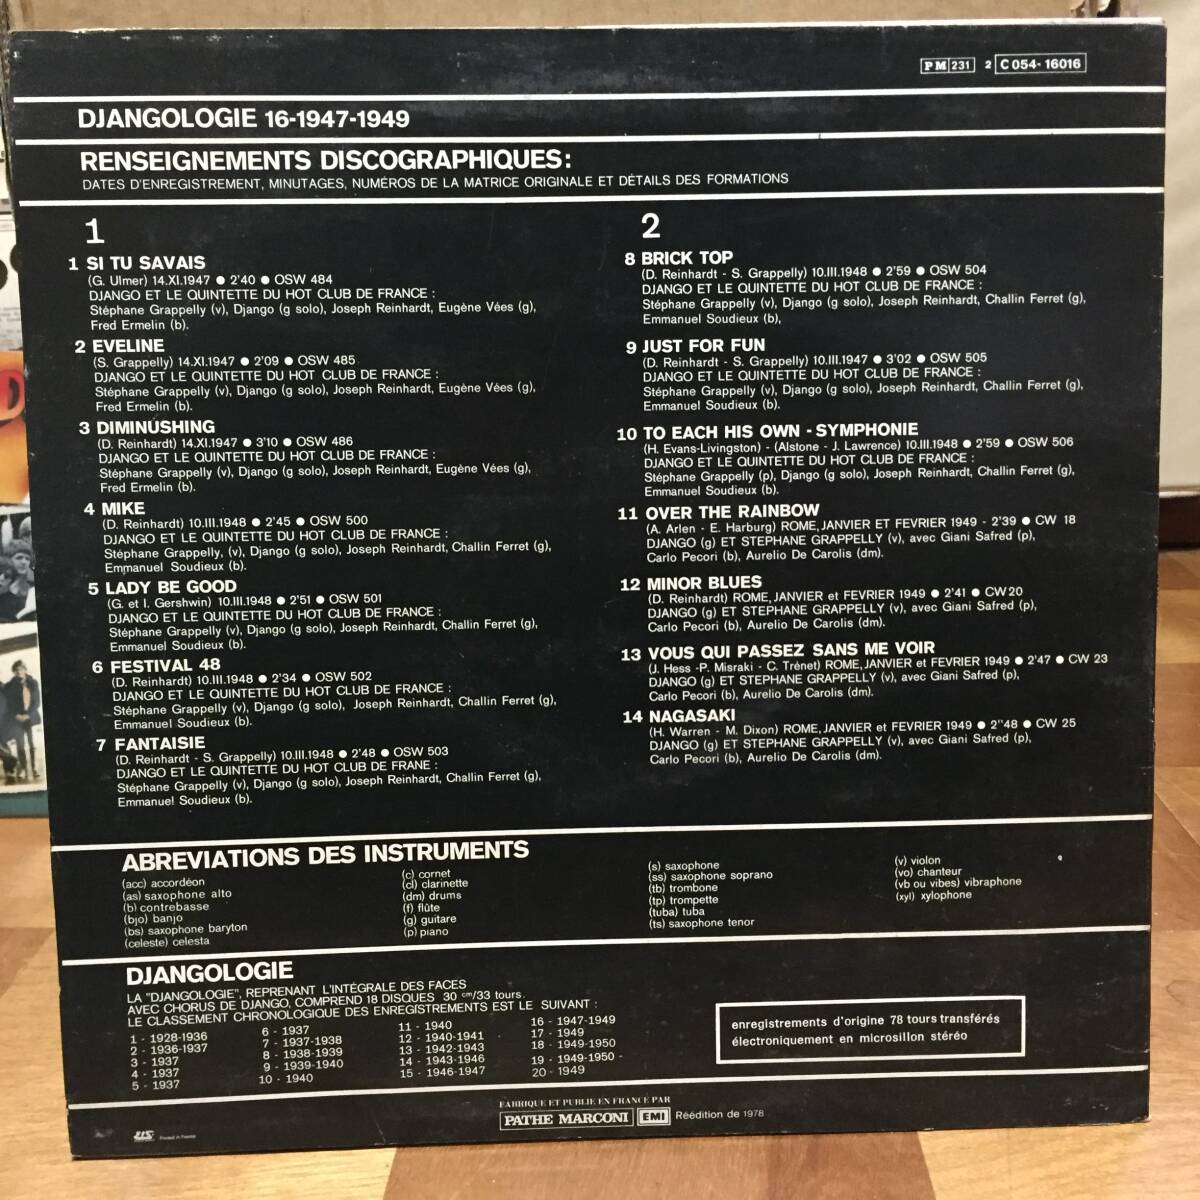 PM 231 2 C 054-16016
DJANGOLOGIE 16-1947-1949
RENSEIGNEMENTS DISCOGRAPHIQUES:
DATES D'ENREGISTREMENT, MINUTAGES, NUMÉROS DE LA MATRICE ORIGINALE ET DÉTAILS DES FORMATIONS
1
1 SI TU SAVAIS
(G. Ulmer) 14.XI.1947 ● 2'40 ● OSW 484
DJANGO ET LE QUINTETTE DU HOT CLUB DE FRANCE :
Stéphane Grappelly (v), Django (g solo), Joseph Reinhardt, Eugène Vées (g),
Fred Ermelin (b).
2 EVELINE
(S. Grappelly) 14.XI.1947 ● 2'09 ● OSW 485
DJANGO ET LE QUINTETTE DU HOT CLUB DE FRANCE :
Stéphane Grappelly (v), Django (g solo), Joseph Reinhardt, Eugène Vées (g),
Fred Ermelin (b).
3 DIMINUSHING
(D. Reinhardt) 14.XI.1947 ● 3'10 ● OSW 486
DJANGO ET LE QUINTETTE DU HOT CLUB DE FRANCE :
Stéphane Grappelly (v), Django (g solo), Joseph Reinhardt, Eugène Vées (g),
Fred Ermelin (b).
4 MIKE
(D. Reinhardt) 10.III.1948 ● 2'45 ● OSW 500
DJANGO ET LE QUINTETTE DU HOT CLUB DE FRANCE :
Stéphane Grappelly, (v), Django (g solo), Joseph Reinhardt, Challin Ferret (g),
Emmanuel Soudieux (b).
5 LADY BE GOOD
(G. et I. Gershwin) 10.III.1948 ● 2'51 ● OSW 501
DJANGO ET LE QUINTETTE DU HOT CLUB DE FRANCE :
Stéphane Grappelly (v), Django (g solo), Joseph Reinhardt, Challin Ferret (g),
Emmanuel Soudieux (b).
6 FESTIVAL 48
(D. Reinhardt) 10.III.1948 ● 2'34 ● OSW 502
DJANGO ET LE QUINTETTE DU HOT CLUB DE FRANCE :
Stéphane Grappelly (v), Django (g solo), Joseph Reinhardt, Challin Ferret (g),
Emmanuel Soudieux (b).
7 FANTAISIE
(D. Reinhardt - S. Grappelly) 10.III.1948 ● 2'48 ● OSW 503
DJANGO ET LE QUINTETTE DU HOT CLUB DE FRANE :
Stéphane Grappelly (v), Django (g solo), Joseph Reinhardt, Challin Ferret (g),
Emmanuel Soudieux (b).
2
8 BRICK TOP
(D. Reinhardt - S. Grappelly) 10.III.1948 ● 2'59 ● OSW 504
DJANGO ET LE QUINTETTE DU HOT CLUB DE FRANCE :
Stéphane Grappelly (v), Django (g solo), Joseph Reinhardt, Challin Ferret (g),
Emmanuel Soudieux (b),
9 JUST FOR FUN
(D. Reinhardt - S. Grappelly) 10.III.1947 ● 3'02 ● OSW 505
DJANGO ET LE QUINTETTE DU HOT CLUB DE FRANCE :
Stéphane Grappelly (v), Django (g solo), Joseph Reinhardt, Challin Ferret (g),
Emmanuel Soudieux (b).
10 TO EACH HIS OWN - SYMPHONIE
(H. Evans-Livingston) - (Alstone - J. Lawrence) 10.III.1948 ● 2'59 ● OSW 506
DJANGO ET LE QUINTETTE DU HOT CLUB DE FRANCE :
Stéphane Grappelly (p), Django (g solo), Joseph Reinhardt, Challin Ferret (g),
Emmanuel Soudieux (b).
11 OVER THE RAINBOW
(A. Arlen - E. Harburg) ROME, JANVIER ET FEVRIER 1949 - 2'39 ● CW 18
DJANGO (g) ET STEPHANE GRAPPELLY (v), avec Giani Safred (p),
Carlo Pecori (b), Aurelio De Carolis (dm).
12 MINOR BLUES
(D. Reinhardt) ROME, JANVIER et FEVRIER 1949 ● 2'41 ● CW 20
DJANGO (g) ET STEPHANE GRAPPELLY (v), avec Giani Safred (p),
Carlo Pecori (b), Aurelio De Carolis (dm).
13 VOUS QUI PASSEZ SANS ME VOIR
(J. Hess -P. Misraki - C. Trénet) ROME, JANVIER et FEVRIER 1949 ● 2'47 ● CW 23
DJANGO (g) ET STEPHANE GRAPPELLY (v), avec Giani Safred (p),
Carlo Pecori (b), Aurelio De Carolis (dm).
14 NAGASAKI
(H. Warren - M. Dixon) ROME, JANVIER et FEVRIER 1949 ● 2"48 ● CW 25
DJANGO (g) ET STEPHANE GRAPPELLY (v), avec Giani Safred (p),
Carlo Pecori (b), Aurelio De Carolis (dm).
ABREVIATIONS DES INSTRUMENTS
(acc) accordéon
(as) saxophone alto
(b) contrebasse
(bjo) banjo
(bs) saxophone baryton
(celeste) celesta
(c) cornet
(cl) clarinette
(dm) drums
(f) flûte
(g) guitare
(p) piano
(s) saxophone
(ss) saxophone soprano
(tb) trombone
(tp) trompette
(tuba) tuba
(ts) saxophone tenor
(v) violon
(vo) chanteur
(vb ou vibes) vibraphone
(xyl) xylophone
DJANGOLOGIE
LA "DJANGOLOGIE", REPRENANT L'INTÉGRALE DES FACES
AVEC CHORUS DE DJANGO, COMPREND 18 DISQUES 30 cm/33 tours.
LE CLASSEMENT CHRONOLOGIQUE DES ENREGISTREMENTS EST LE SUIVANT :
1 - 1928-1936
2 - 1936-1937
3 - 1937
4 - 1937
5 - 1937
6 - 1937
7 - 1937-1938
8 - 1938-1939
9 - 1939-1940
10 - 1940
11 - 1940
12 - 1940-1941
13 - 1942-1943
14 - 1943-1946
15 - 1946-1947
16 - 1947-1949
17 - 1949
18 - 1949-1950
19 - 1949-1950 -
20 - 1949
enregistrements d'origine 78 tours transférés
électroniquement en microsillon stéréo
FABRIQUE ET PUBLIE EN FRANCE PAR
PATHE MARCONI EMI Réédition de 1978
Printed in France